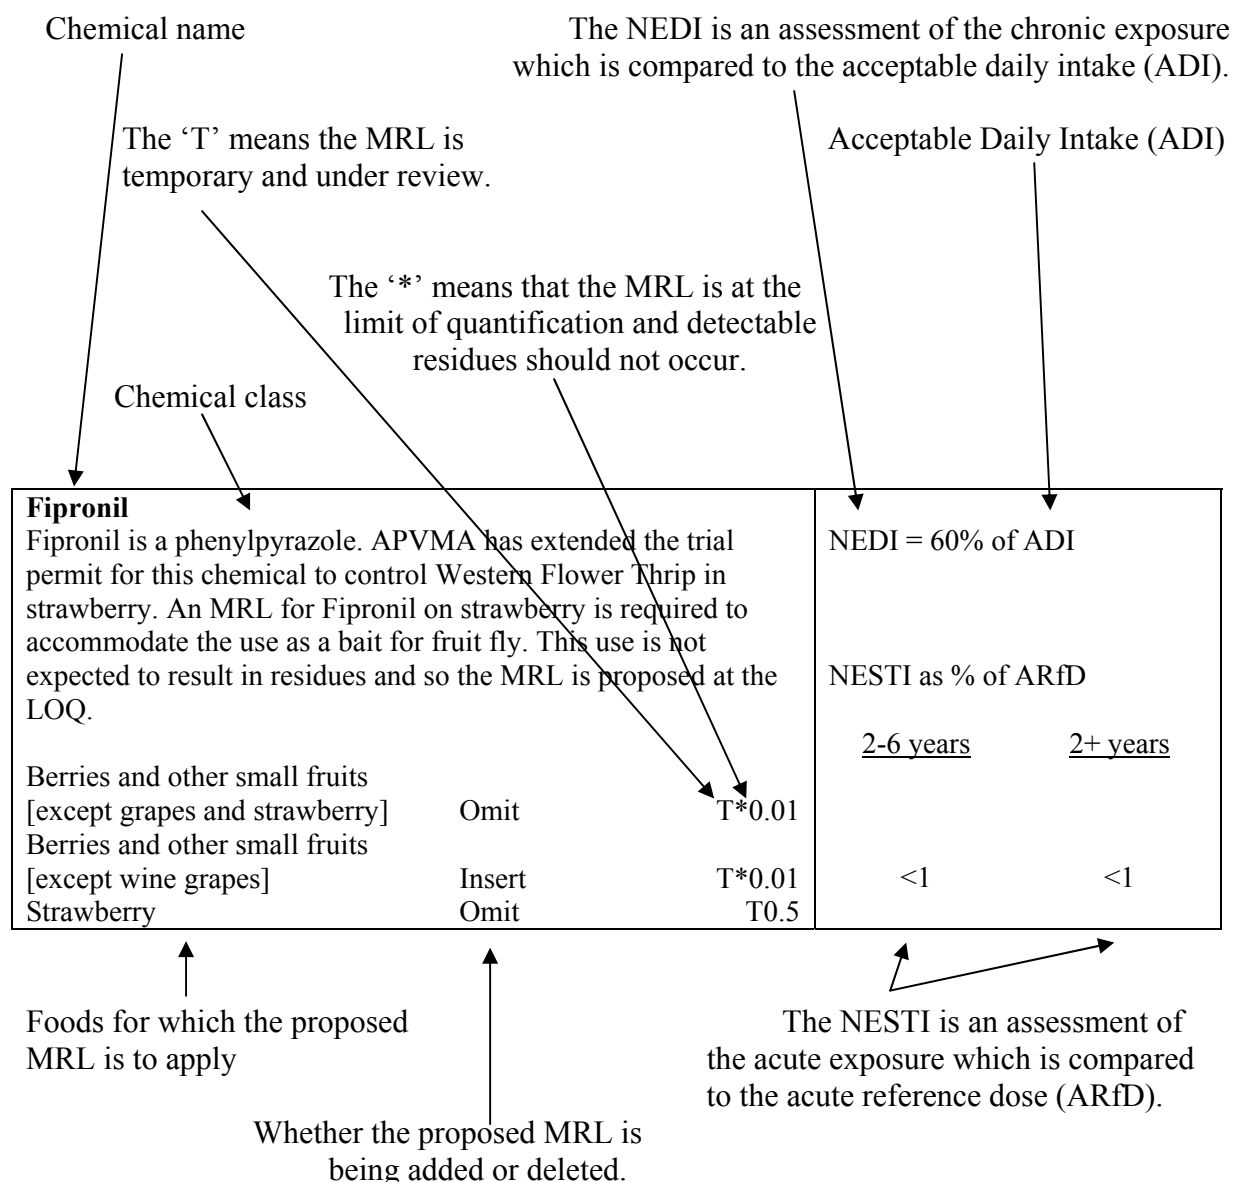 Chemical name
The NEDI is an assessment of the chronic exposure
which is compared to the acceptable daily intake (ADI).
The ‘T’ means the MRL is
temporary and under review.
Acceptable Daily Intake (ADI)
The ‘*’ means that the MRL is at the
limit of quantification and detectable
residues should not occur.
Chemical class
Fipronil
Fipronil is a phenylpyrazole. APVMA has extended the trial
permit for this chemical to control Western Flower Thrip in
strawberry. An MRL for Fipronil on strawberry is required to
accommodate the use as a bait for fruit fly. This use is not
expected to result in residues and so the MRL is proposed at the
LOQ.
NEDI = 60% of ADI
NESTI as % of ARfD
2-6 years 2+ years
Berries and other small fruits
[except grapes and strawberry] Omit T*0.01
Berries and other small fruits
[except wine grapes] Insert T*0.01 <1 <1
Strawberry Omit T0.5
Foods for which the proposed
MRL is to apply
The NESTI is an assessment of
the acute exposure which is compared
to the acute reference dose (ARfD).
Whether the proposed MRL is
being added or deleted.